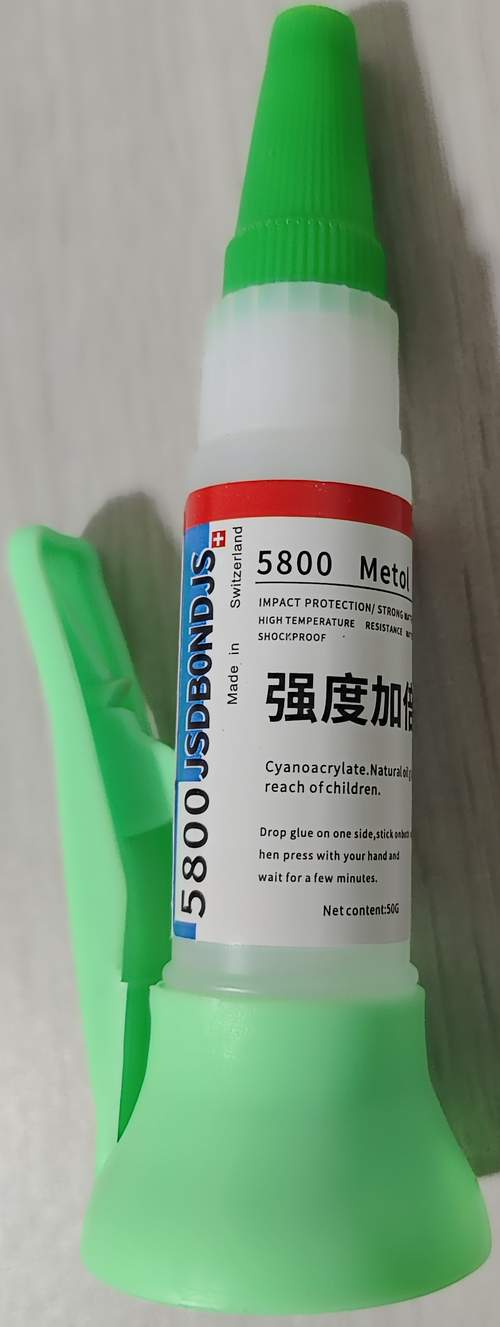 5800 JSDBONDJS
Made in Switzerland
5800 Metol
IMPACT PROTECTION/ STRONG
HIGH TEMPERATURE RESISTANCE
SHOCKPROOF
强度加倍
Cyanoacrylate.Natural oil
reach of children.
Drop glue on one side,stick on
hen press with your hand and
wait for a few minutes.
Net content:50G